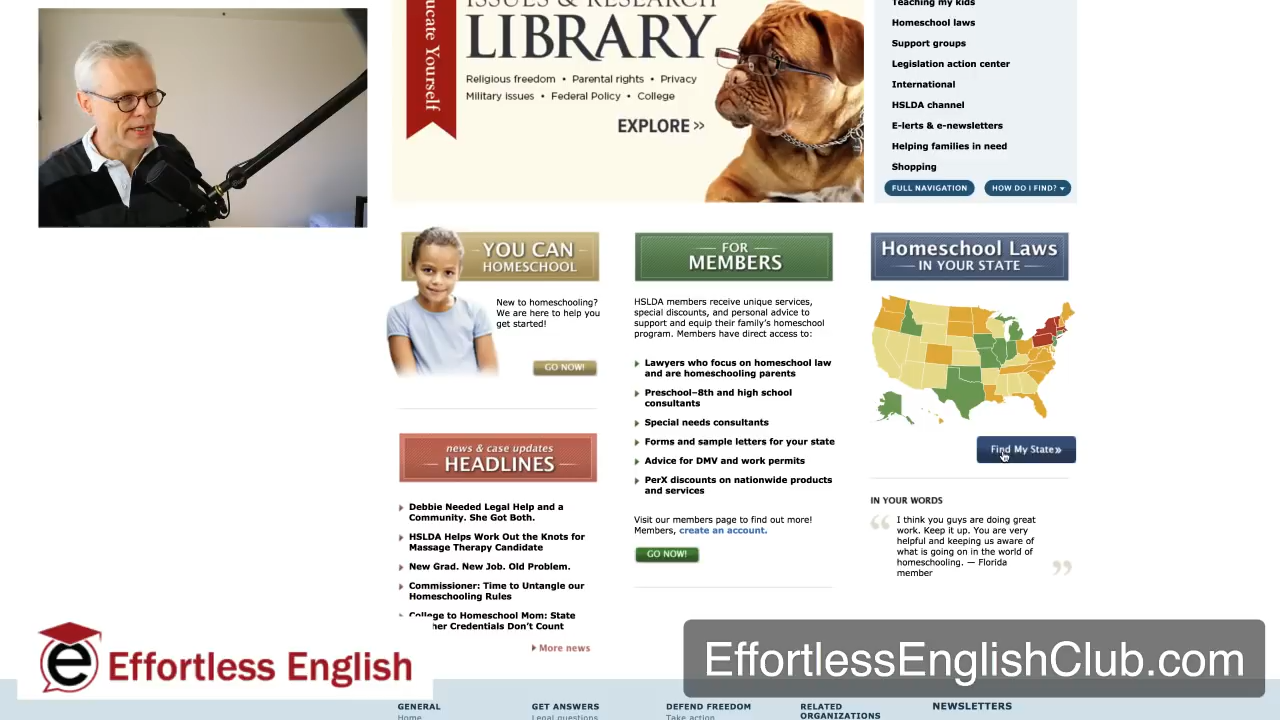 Educate Yourself
ISSUES & RESEARCH
LIBRARY
Religious freedom • Parental rights • Privacy
Military issues • Federal Policy • College
EXPLORE »
Teaching my kids
Homeschool laws
Support groups
Legislation action center
International
HSLDA channel
E-lerts & e-newsletters
Helping families in need
Shopping
FULL NAVIGATION
HOW DO I FIND?
YOU CAN
HOMESCHOOL
New to homeschooling?
We are here to help you
get started!
GO NOW!
news & case updates
HEADLINES
Debbie Needed Legal Help and a
Community. She Got Both.
HSLDA Helps Work Out the Knots for
Massage Therapy Candidate
New Grad. New Job. Old Problem.
Commissioner: Time to Untangle our
Homeschooling Rules
College to Homeschool Mom: State
her Credentials Don't Count
More news
FOR
MEMBERS
HSLDA members receive unique services,
special discounts, and personal advice to
support and equip their family's homeschool
program. Members have direct access to:
Lawyers who focus on homeschool law
and are homeschooling parents
Preschool–8th and high school
consultants
Special needs consultants
Forms and sample letters for your state
Advice for DMV and work permits
PerX discounts on nationwide products
and services
Visit our members page to find out more!
Members, create an account.
GO NOW!
Homeschool Laws
IN YOUR STATE
Find My State»
IN YOUR WORDS
“ I think you guys are doing great
work. Keep it up. You are very
helpful and keeping us aware of
what is going on in the world of
homeschooling. — Florida
member ”
e Effortless English
EffortlessEnglishClub.com
GENERAL
Home
GET ANSWERS
Legal questions
DEFEND FREEDOM
Take action
RELATED
ORGANIZATIONS
NEWSLETTERS